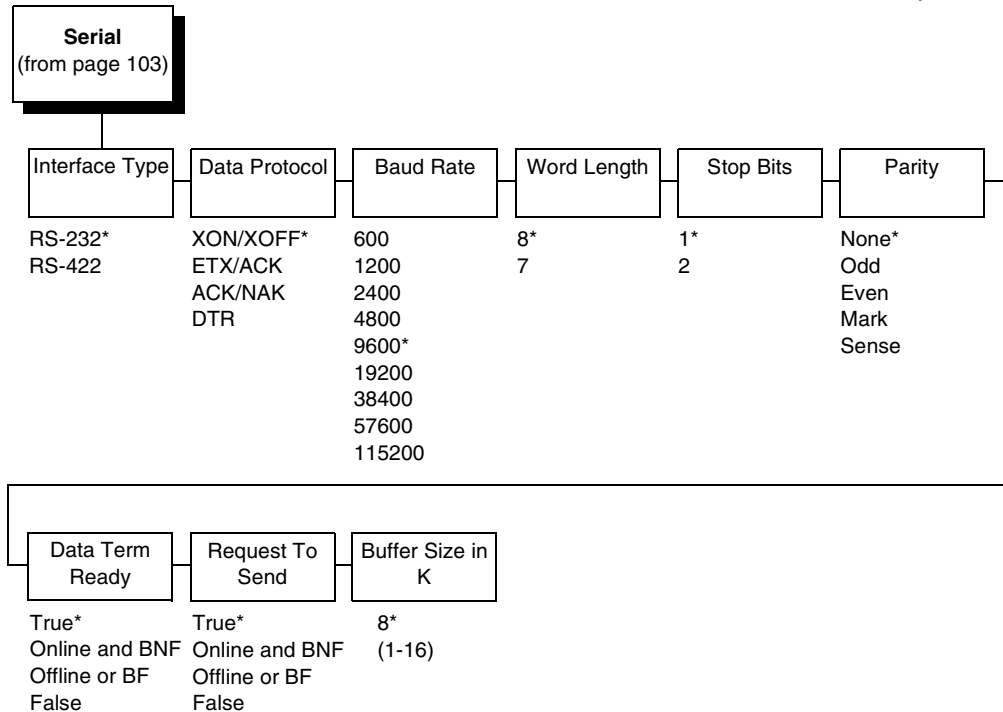 Serial
(from page 103)
Interface Type
RS-232*
RS-422
Data Protocol
XON/XOFF*
ETX/ACK
ACK/NAK
DTR
Baud Rate
600
1200
2400
4800
9600*
19200
38400
57600
115200
Word Length
8*
7
Stop Bits
1*
2
Parity
None*
Odd
Even
Mark
Sense
Data Term
Ready
True*
Online and BNF
Offline or BF
False
Request To
Send
True*
Online and BNF
Offline or BF
False
Buffer Size in
K
8*
(1-16)